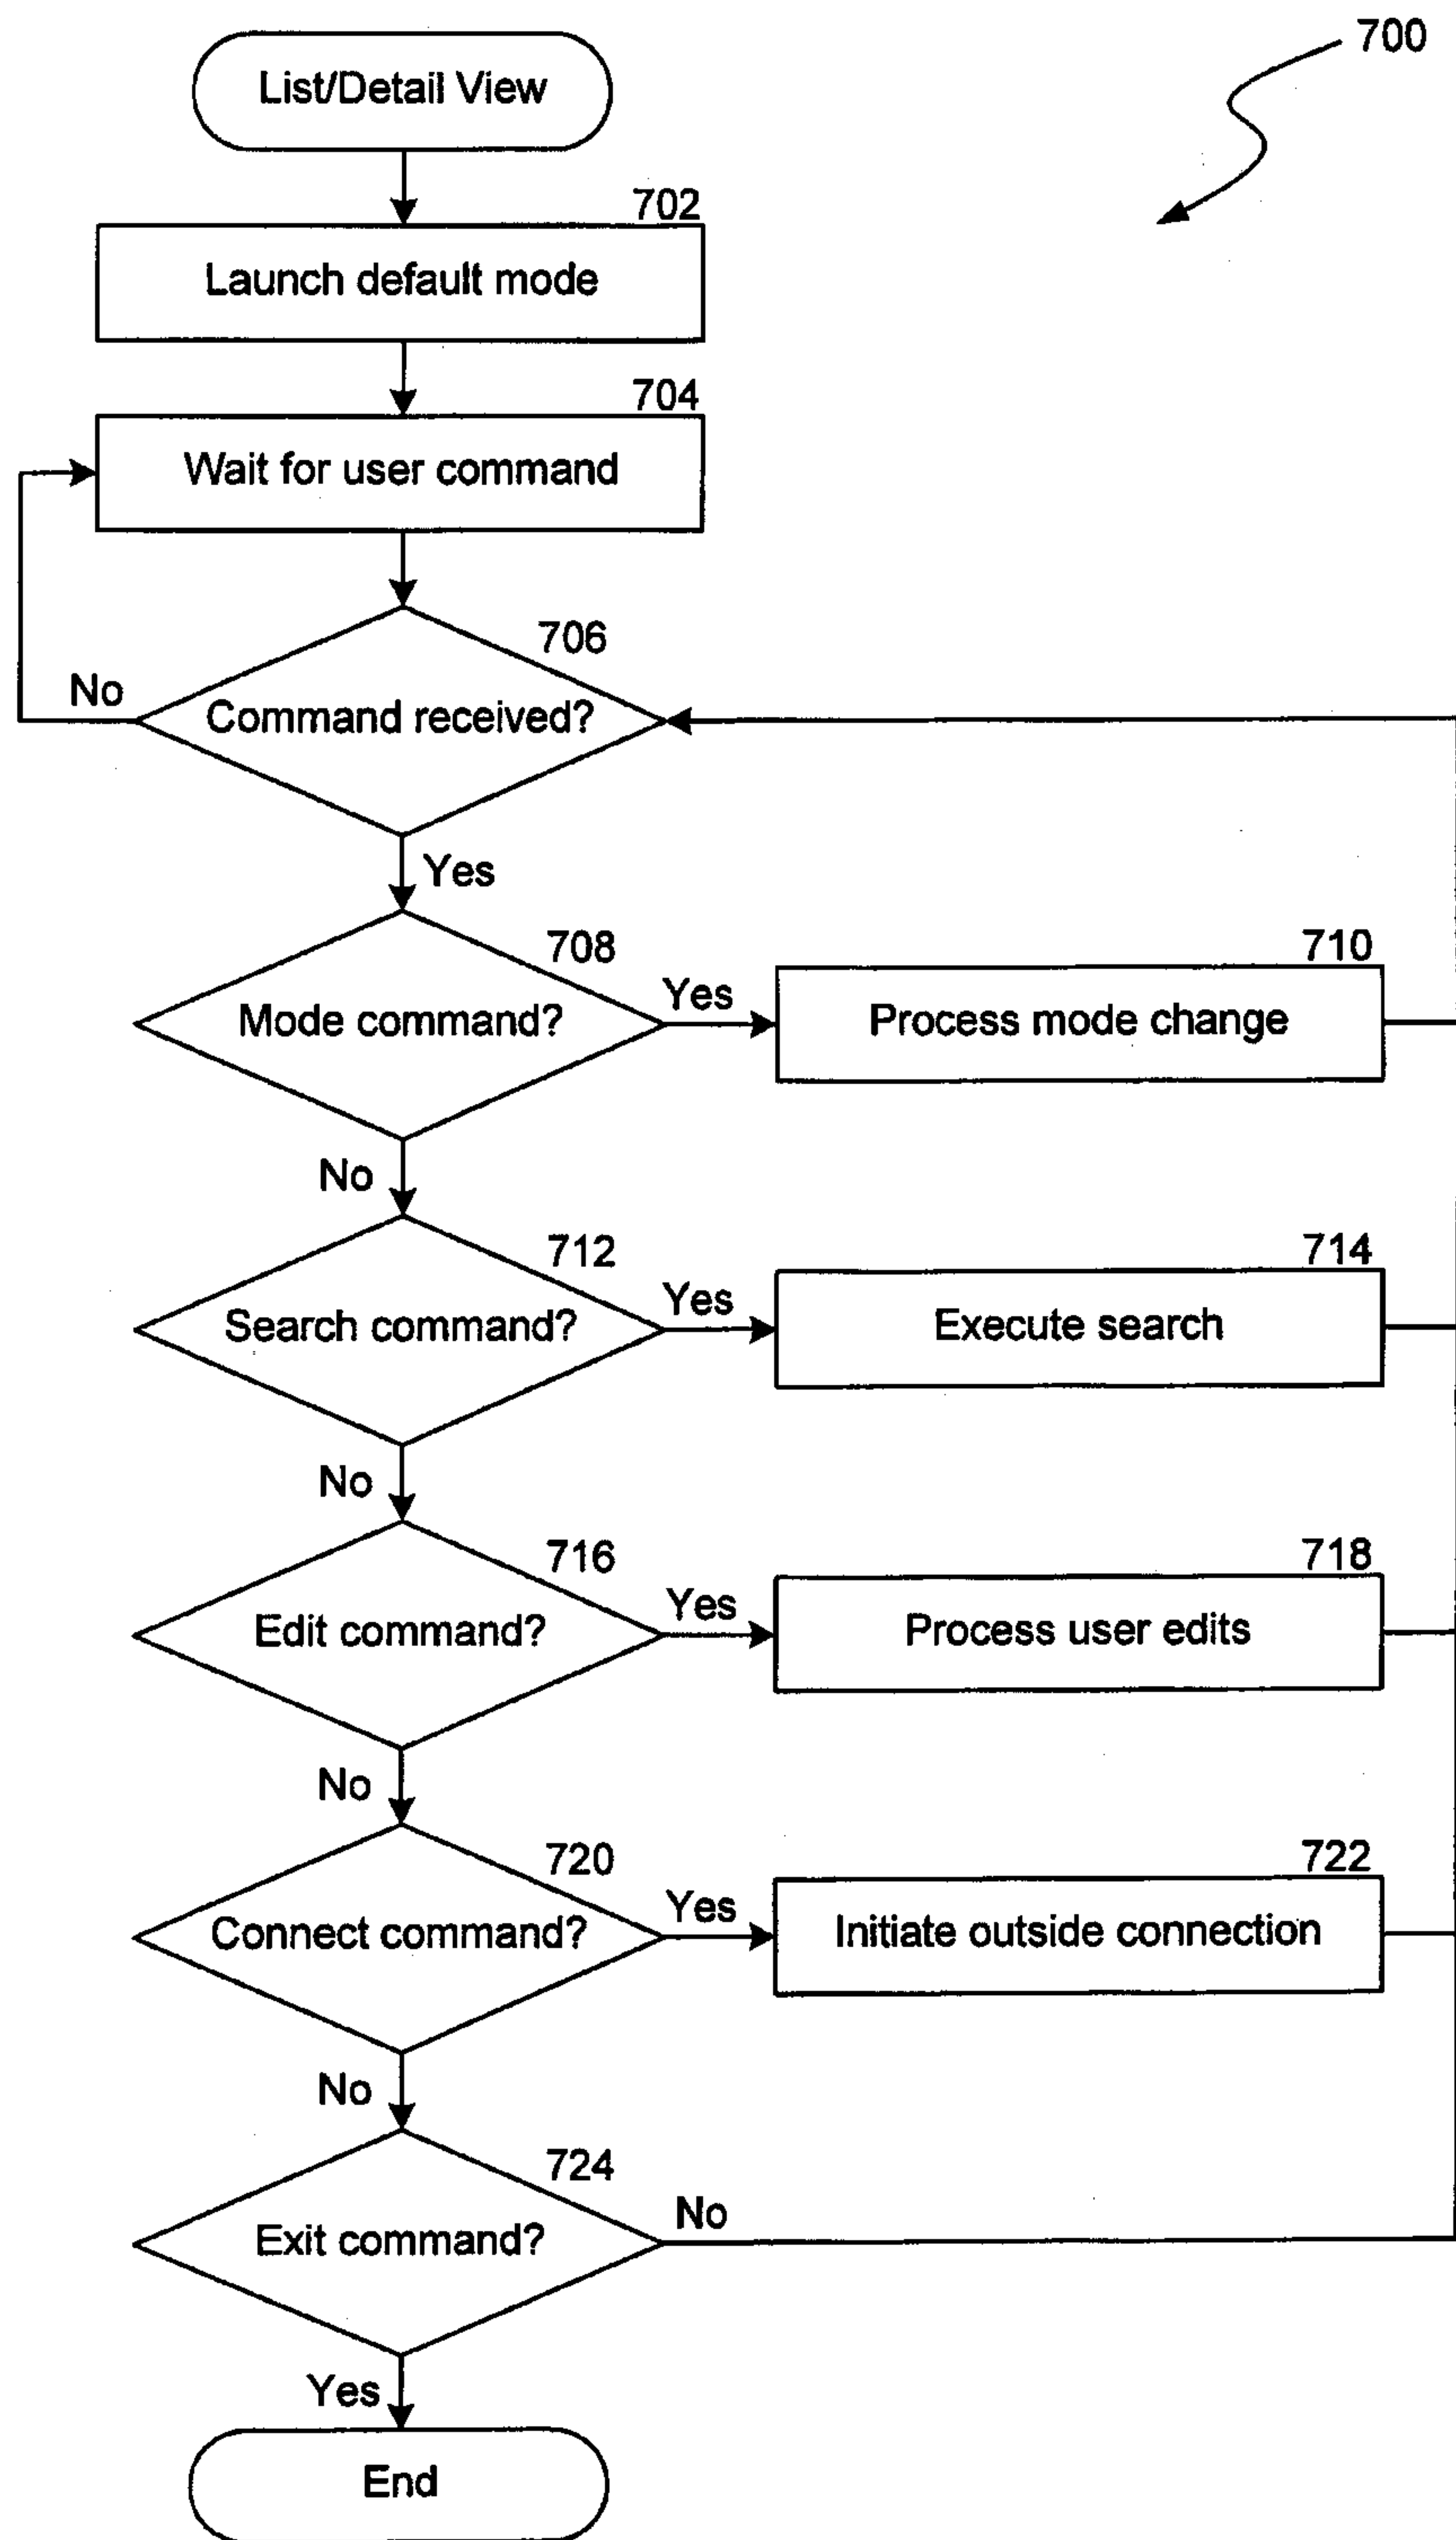 700
List/Detail View
702
Launch default mode
704
Wait for user command
706
No
Command received?
Yes
708
Mode command?
Yes
710
Process mode change
No
712
Search command?
Yes
714
Execute search
No
716
Edit command?
Yes
718
Process user edits
No
720
Connect command?
Yes
722
Initiate outside connection
No
724
Exit command?
No
Yes
End